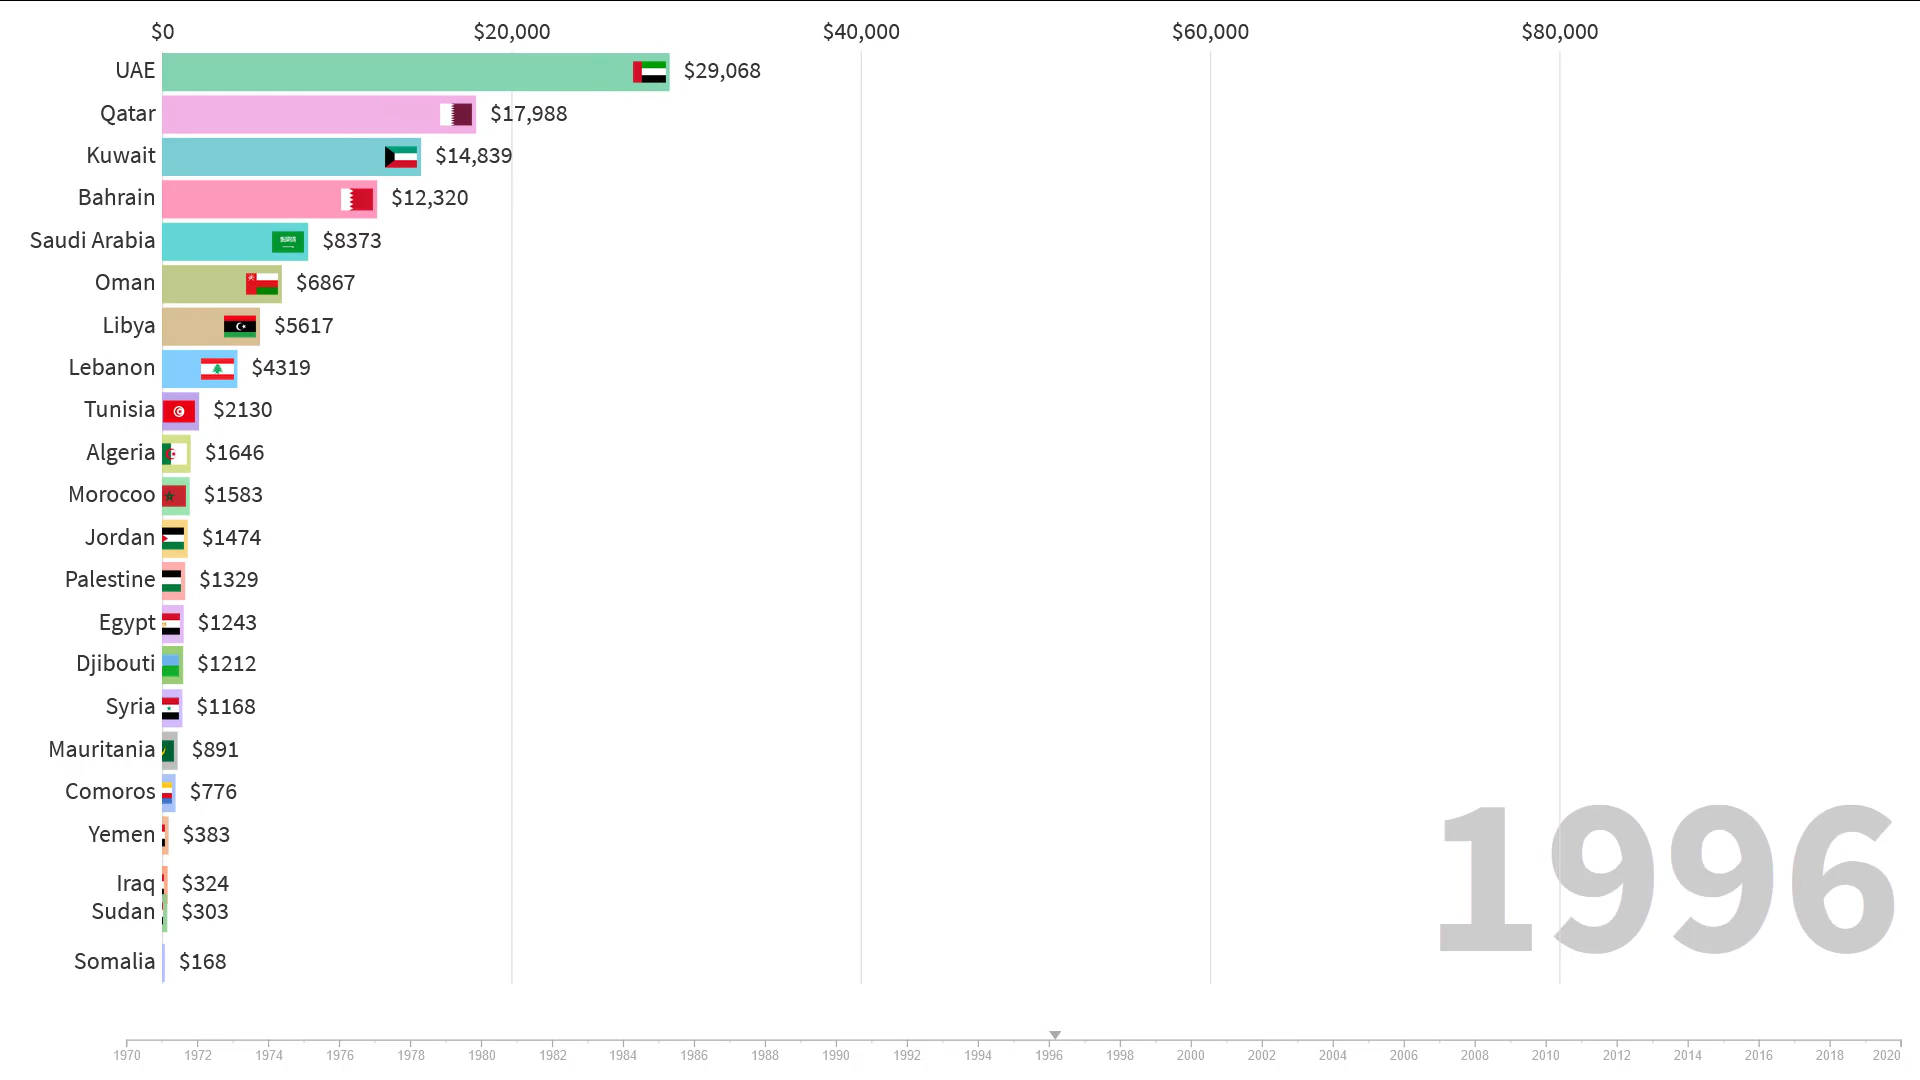 $0 $20,000 $40,000 $60,000 $80,000
UAE $29,068
Qatar $17,988
Kuwait $14,839
Bahrain $12,320
Saudi Arabia $8373
Oman $6867
Libya $5617
Lebanon $4319
Tunisia $2130
Algeria $1646
Morocoo $1583
Jordan $1474
Palestine $1329
Egypt $1243
Djibouti $1212
Syria $1168
Mauritania $891
Comoros $776
Yemen $383
Iraq $324
Sudan $303
Somalia $168
1996
1970 1972 1974 1976 1978 1980 1982 1984 1986 1988 1990 1992 1994 1996 1998 2000 2002 2004 2006 2008 2010 2012 2014 2016 2018 2020